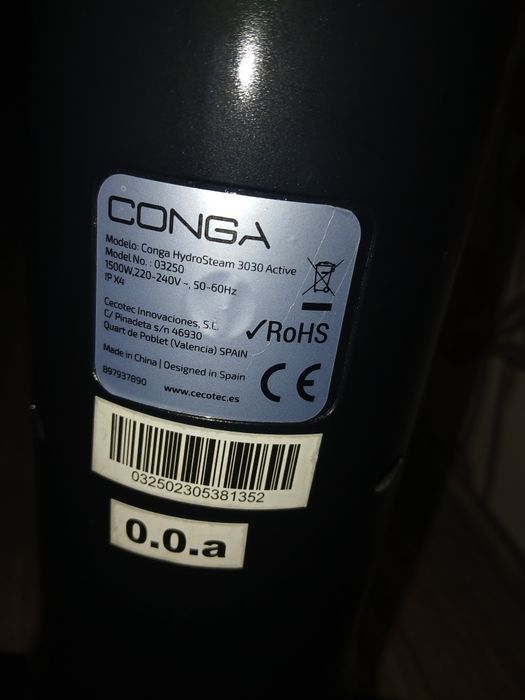 CONGA
Modelo: Conga HydroSteam 3030 Active
Model No. : 03250
1500W,220-240V ~, 50-60Hz
IP X4
Cecotec Innovaciones, S.L.
C/ Pinadeta s/n 46930
Quart de Poblet (Valencia) SPAIN
✓RoHS
Made in China | Designed in Spain
897937890
www.cecotec.es
CE
032502305381352
0.0.a